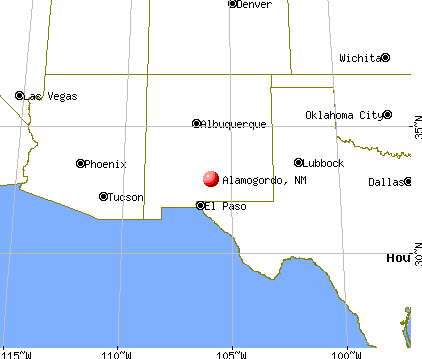 Denver
Wichita
Las Vegas
Oklahoma City
Albuquerque
35°N
Phoenix
Lubbock
Alamogordo, NM
Dallas
Tucson
El Paso
30°N
Hou
115°W
110°W
105°W
100°W